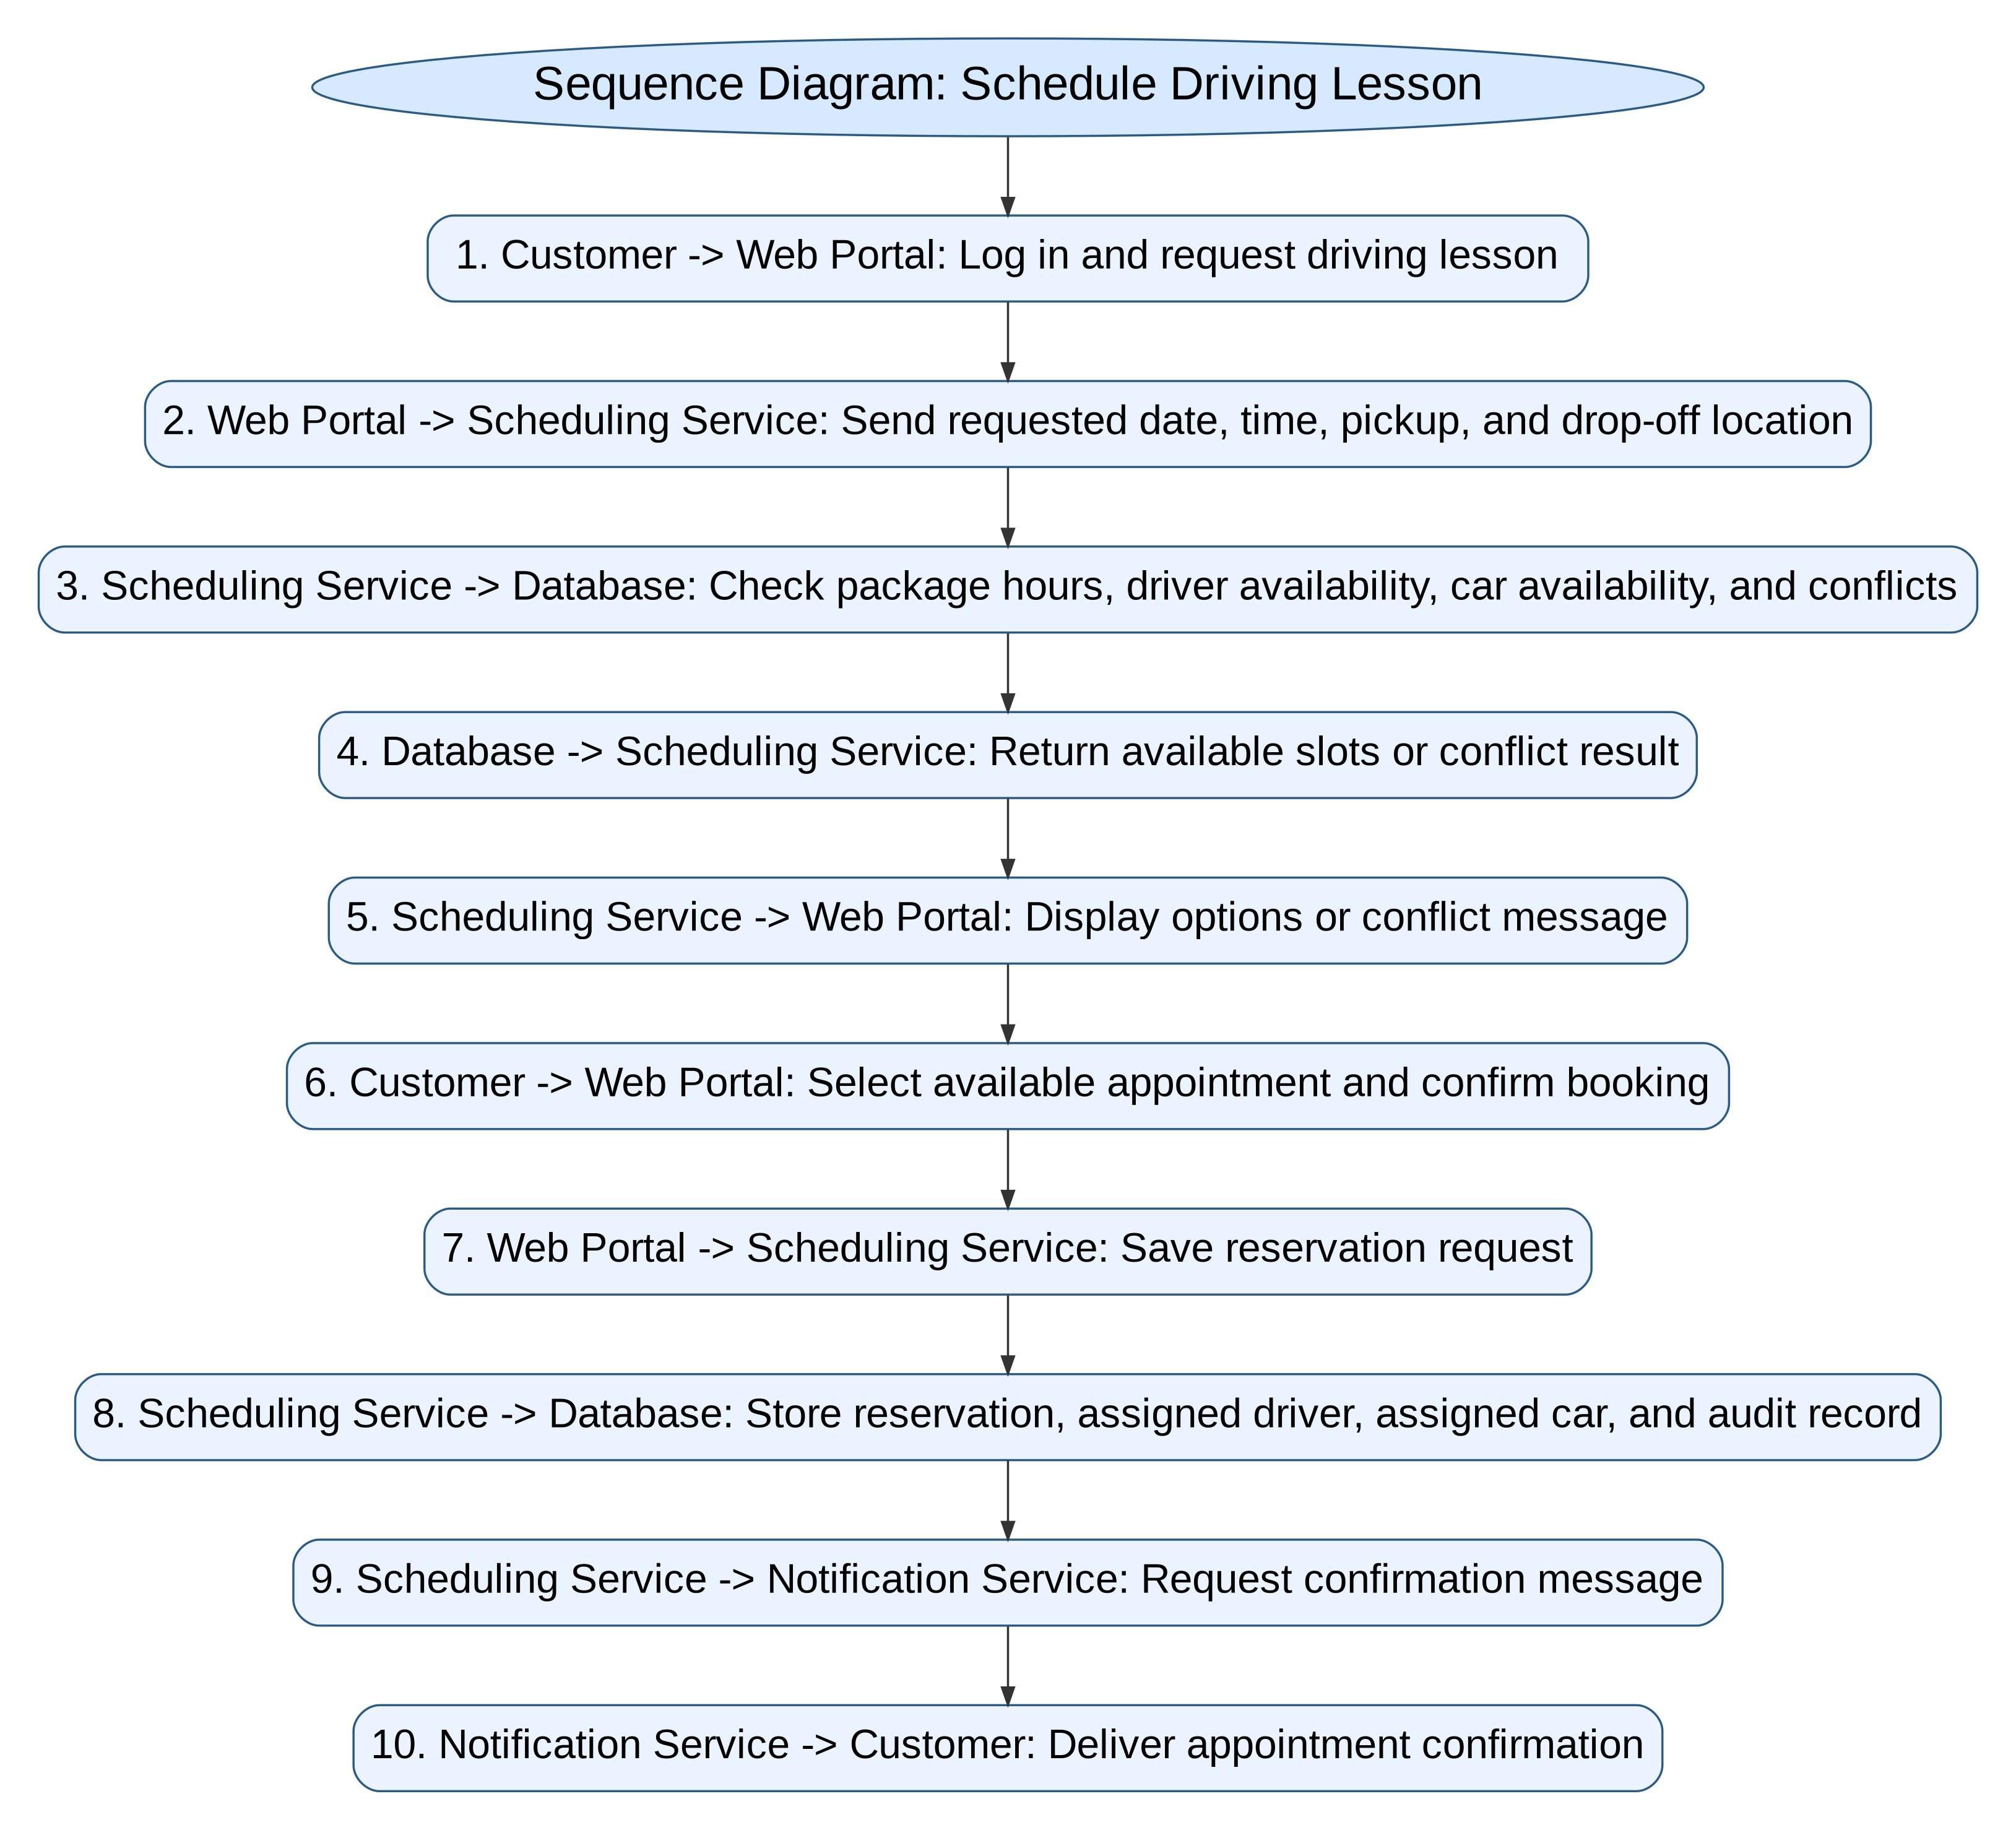 Sequence Diagram: Schedule Driving Lesson
1. Customer -> Web Portal: Log in and request driving lesson
2. Web Portal -> Scheduling Service: Send requested date, time, pickup, and drop-off location
3. Scheduling Service -> Database: Check package hours, driver availability, car availability, and conflicts
4. Database -> Scheduling Service: Return available slots or conflict result
5. Scheduling Service -> Web Portal: Display options or conflict message
6. Customer -> Web Portal: Select available appointment and confirm booking
7. Web Portal -> Scheduling Service: Save reservation request
8. Scheduling Service -> Database: Store reservation, assigned driver, assigned car, and audit record
9. Scheduling Service -> Notification Service: Request confirmation message
10. Notification Service -> Customer: Deliver appointment confirmation